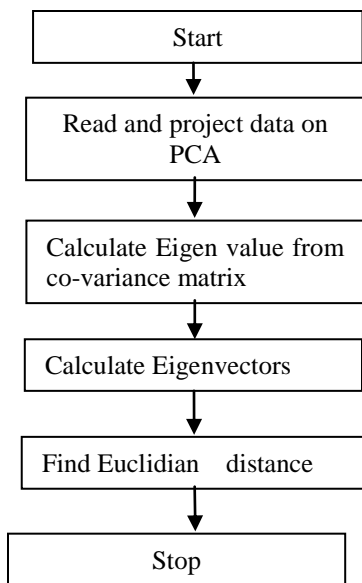 Start
Read and project data on
PCA
Calculate Eigen value from
co-variance matrix
Calculate Eigenvectors
Find Euclidian distance
Stop